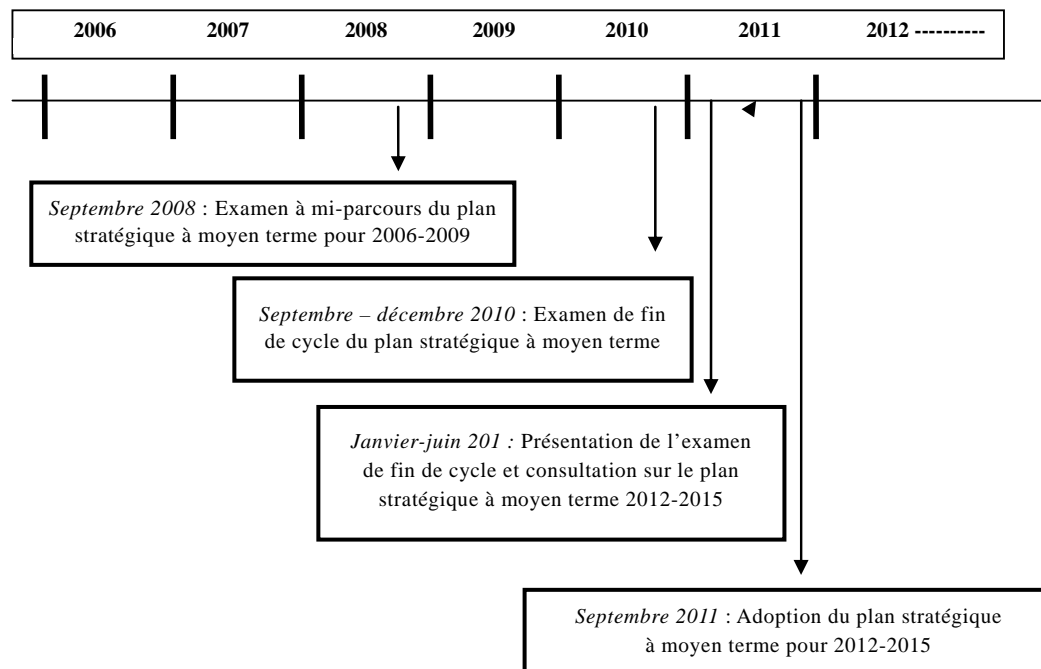 2006 2007 2008 2009 2010 2011 2012 ----------
Septembre 2008 : Examen à mi-parcours du plan
stratégique à moyen terme pour 2006-2009
Septembre – décembre 2010 : Examen de fin
de cycle du plan stratégique à moyen terme
Janvier-juin 201 : Présentation de l’examen
de fin de cycle et consultation sur le plan
stratégique à moyen terme 2012-2015
Septembre 2011 : Adoption du plan stratégique
à moyen terme pour 2012-2015